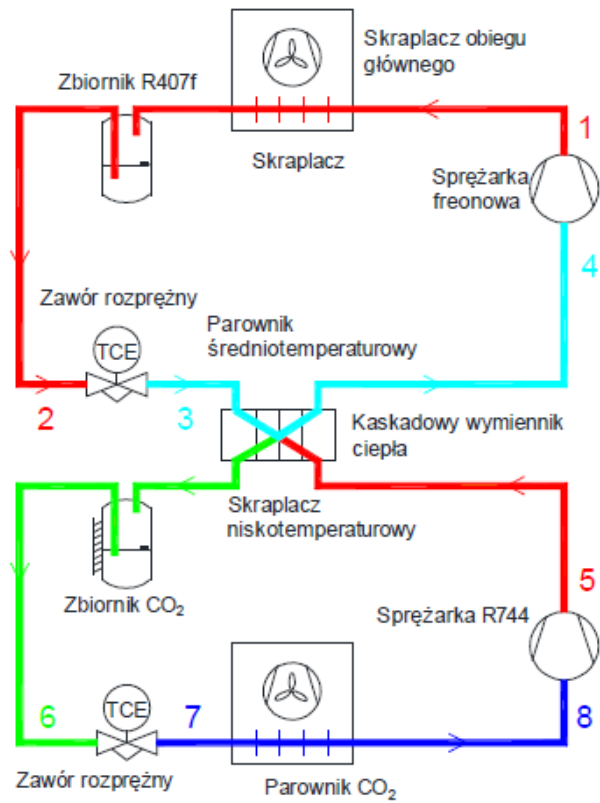 Skraplacz obiegu
głównego
Zbiornik R407f
1
Skraplacz
Sprężarka
freonowa
4
Zawór rozprężny
Parownik
średniotemperaturowy
TCE
2
3
Kaskadowy wymiennik
ciepła
Skraplacz
niskotemperaturowy
5
Zbiornik CO₂
Sprężarka R744
TCE
6
7
8
Zawór rozprężny
Parownik CO₂